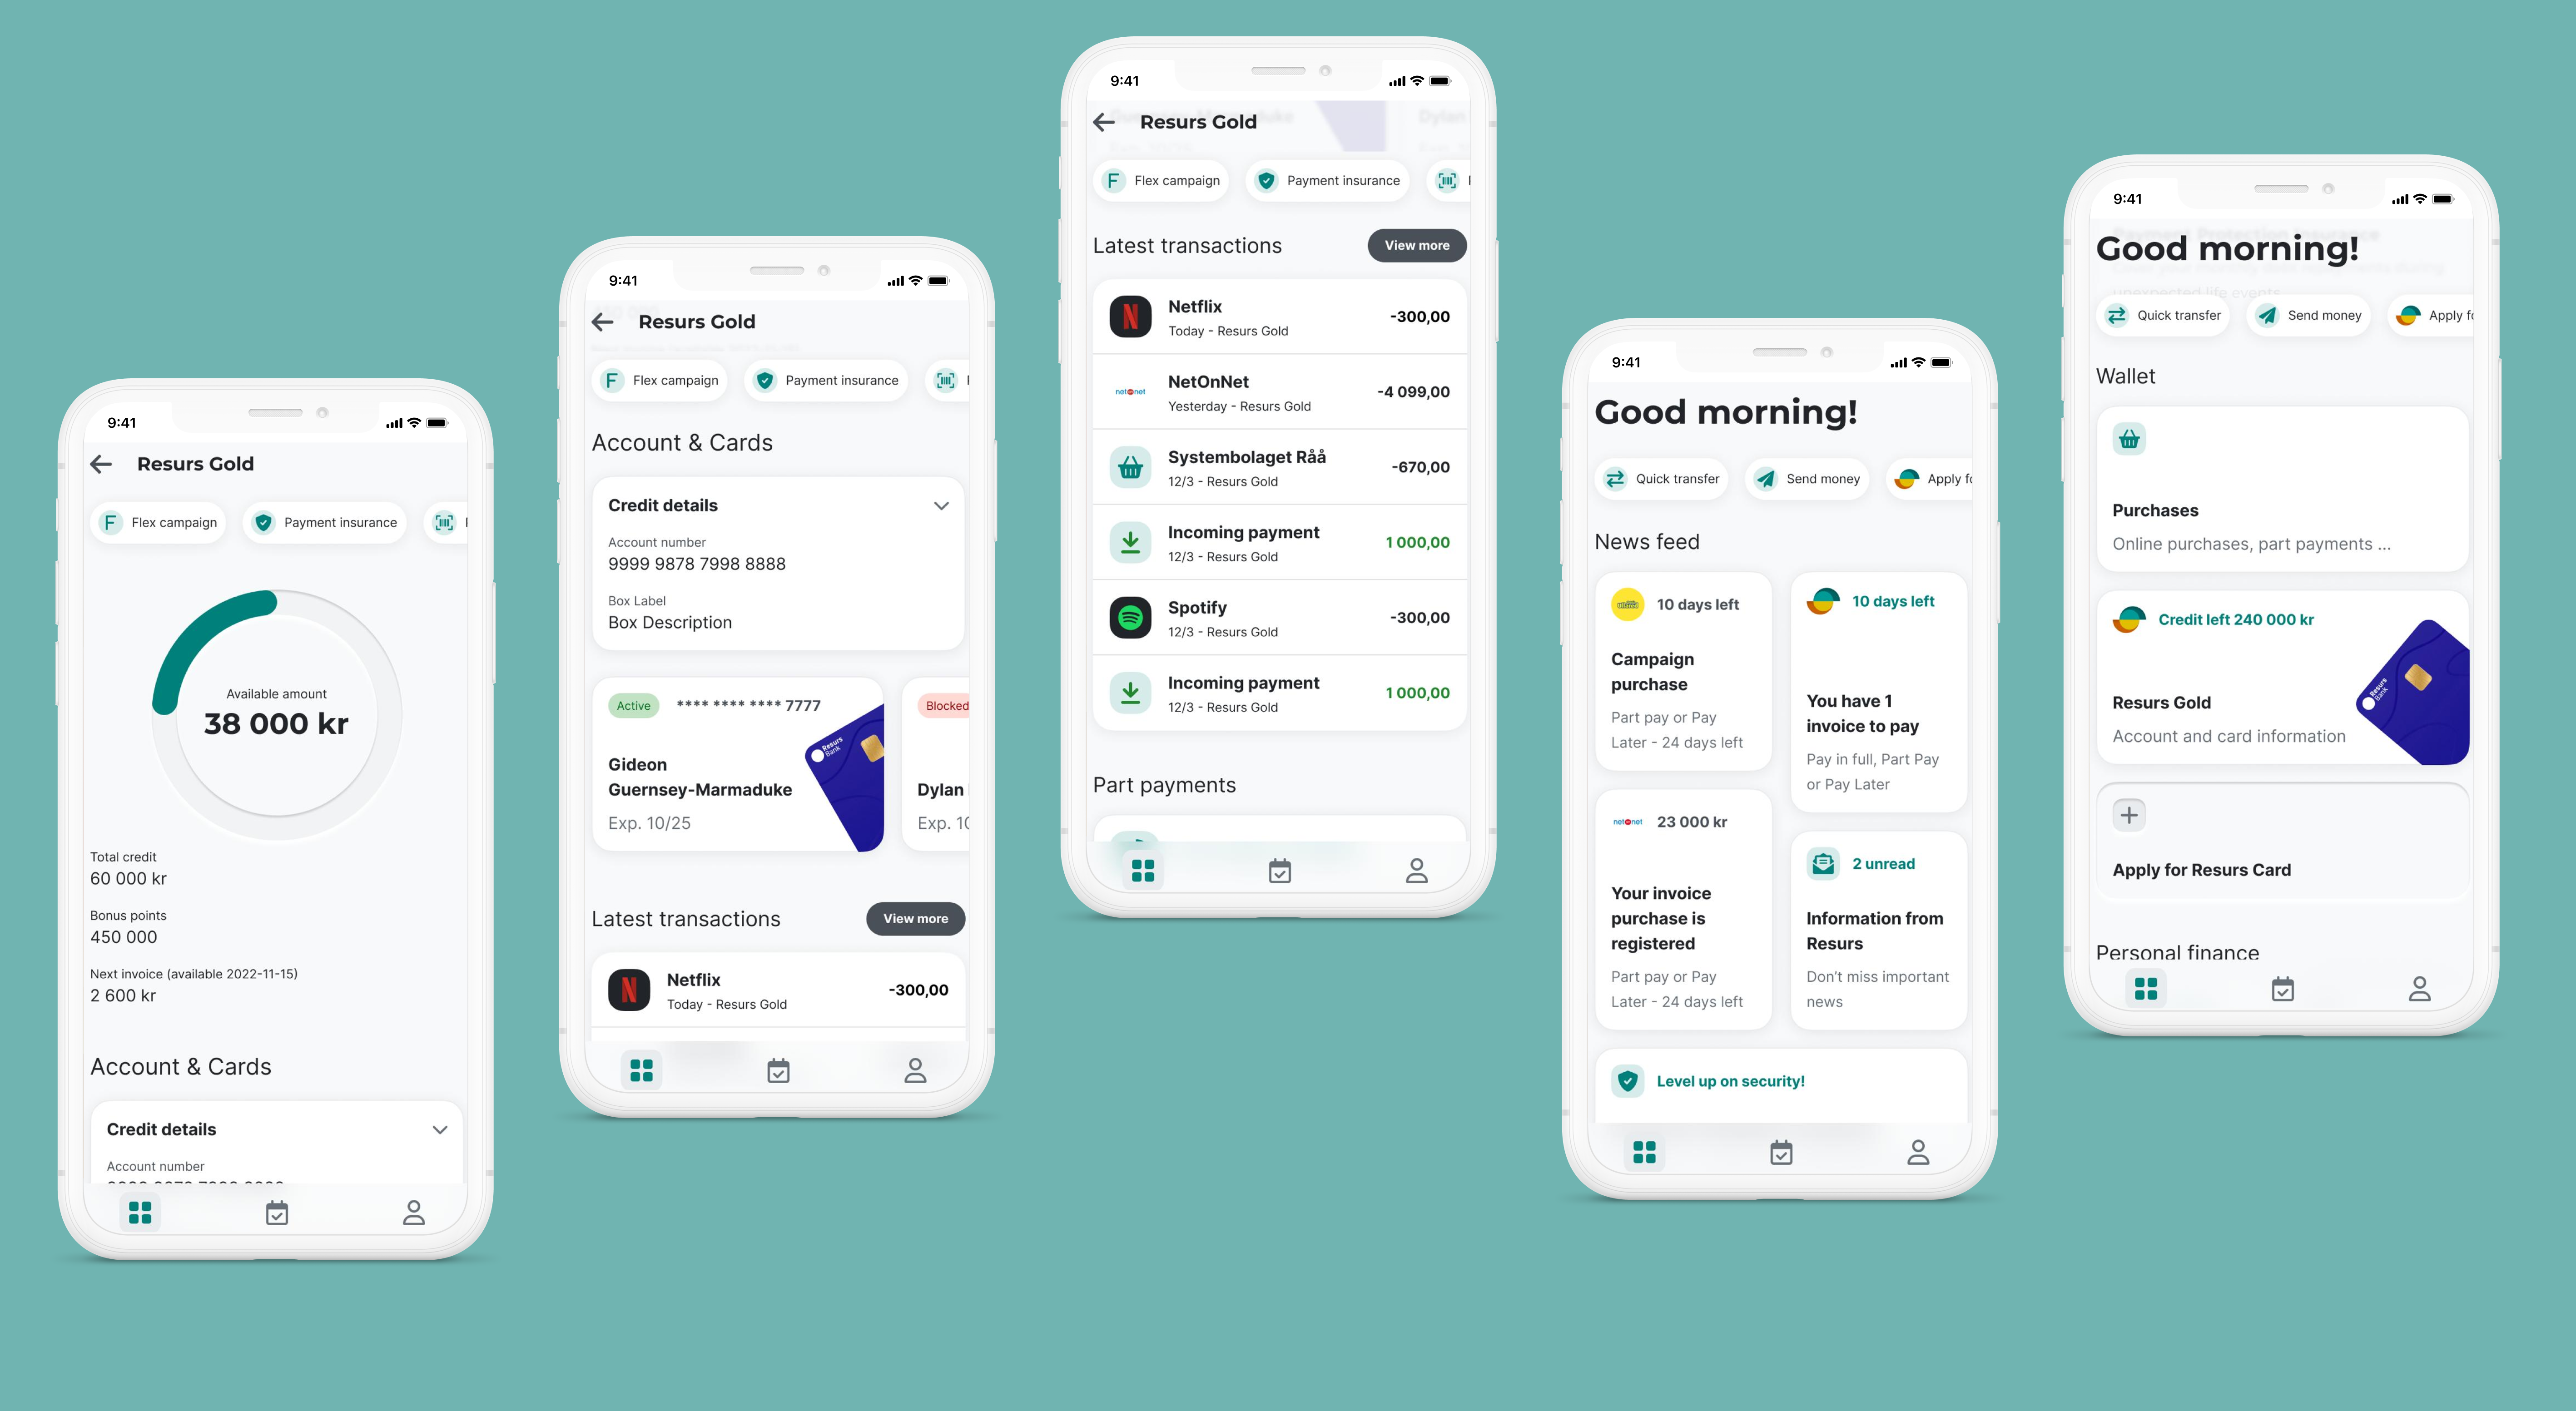 9:41
Resurs Gold
Flex campaign
Payment insurance
Available amount
38 000 kr
Total credit
60 000 kr
Bonus points
450 000
Next invoice (available 2022-11-15)
2 600 kr
Account & Cards
Credit details
Account number
9:41
Resurs Gold
Flex campaign
Payment insurance
Account & Cards
Credit details
Account number
9999 9878 7998 8888
Box Label
Box Description
Active **** **** **** 7777
Resurs
Bank
Gideon
Guernsey-Marmaduke
Exp. 10/25
Blocked
Dylan
Exp. 10
Latest transactions
View more
Netflix
Today - Resurs Gold
-300,00
9:41
Resurs Gold
Flex campaign
Payment insurance
Latest transactions
View more
Netflix
Today - Resurs Gold
-300,00
net on net
NetOnNet
Yesterday - Resurs Gold
-4 099,00
Systembolaget Råå
12/3 - Resurs Gold
-670,00
Incoming payment
12/3 - Resurs Gold
1 000,00
Spotify
12/3 - Resurs Gold
-300,00
Incoming payment
12/3 - Resurs Gold
1 000,00
Part payments
9:41
Good morning!
Quick transfer
Send money
Apply fo
News feed
10 days left
Campaign
purchase
Part pay or Pay
Later - 24 days left
10 days left
You have 1
invoice to pay
Pay in full, Part Pay
or Pay Later
net on net
23 000 kr
Your invoice
purchase is
registered
Part pay or Pay
Later - 24 days left
2 unread
Information from
Resurs
Don't miss important
news
Level up on security!
9:41
Good morning!
unexpected life events
Quick transfer
Send money
Apply fo
Wallet
Purchases
Online purchases, part payments ...
Credit left 240 000 kr
Resurs
Bank
Resurs Gold
Account and card information
Apply for Resurs Card
Personal finance